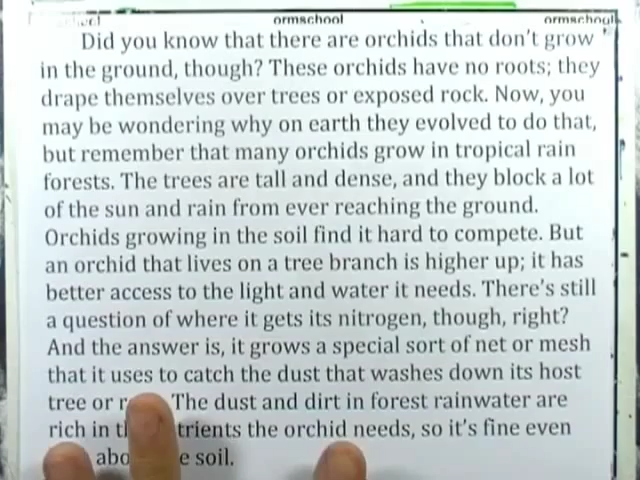 ormschool ormschool
Did you know that there are orchids that don't grow
in the ground, though? These orchids have no roots; they
drape themselves over trees or exposed rock. Now, you
may be wondering why on earth they evolved to do that,
but remember that many orchids grow in tropical rain
forests. The trees are tall and dense, and they block a lot
of the sun and rain from ever reaching the ground.
Orchids growing in the soil find it hard to compete. But
an orchid that lives on a tree branch is higher up; it has
better access to the light and water it needs. There's still
a question of where it gets its nitrogen, though, right?
And the answer is, it grows a special sort of net or mesh
that it uses to catch the dust that washes down its host
tree or The dust and dirt in forest rainwater are
rich in trients the orchid needs, so it's fine even
abo e soil.